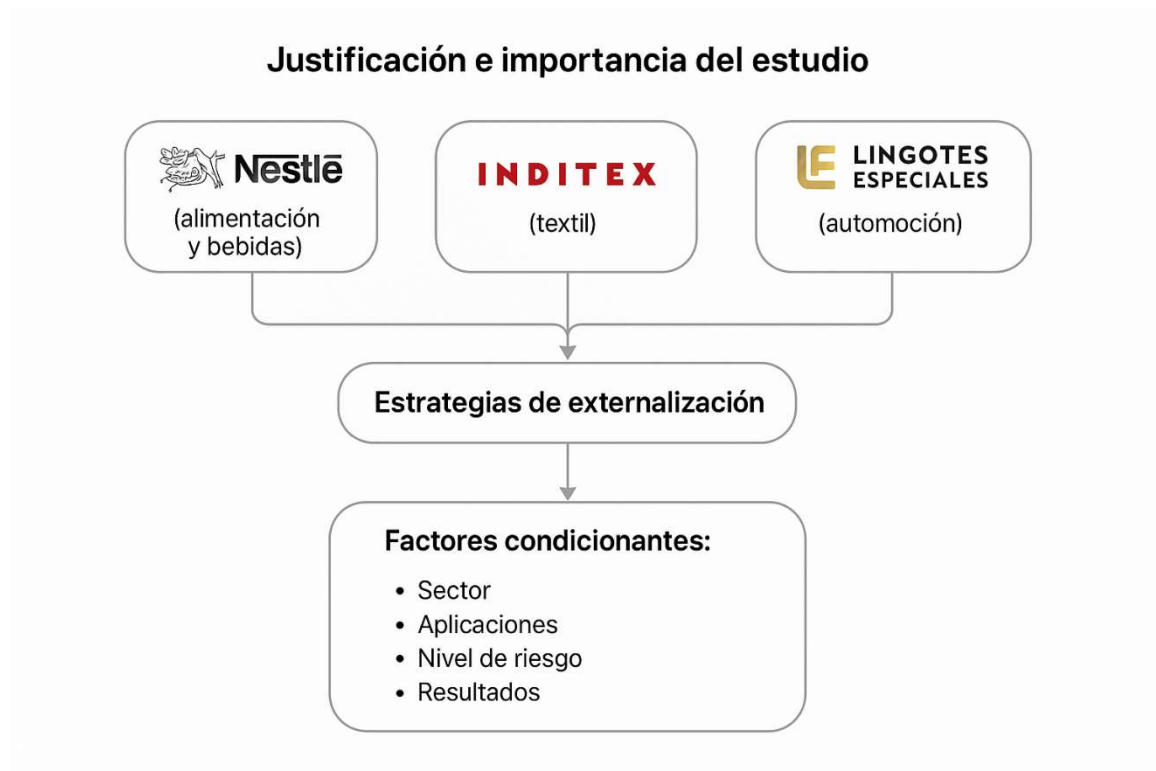 Justificación e importancia del estudio
Nestlē
(alimentación
y bebidas)
INDITEX
(textil)
LINGOTES
ESPECIALES
(automoción)
Estrategias de externalización
Factores condicionantes:
• Sector
• Aplicaciones
• Nivel de riesgo
• Resultados